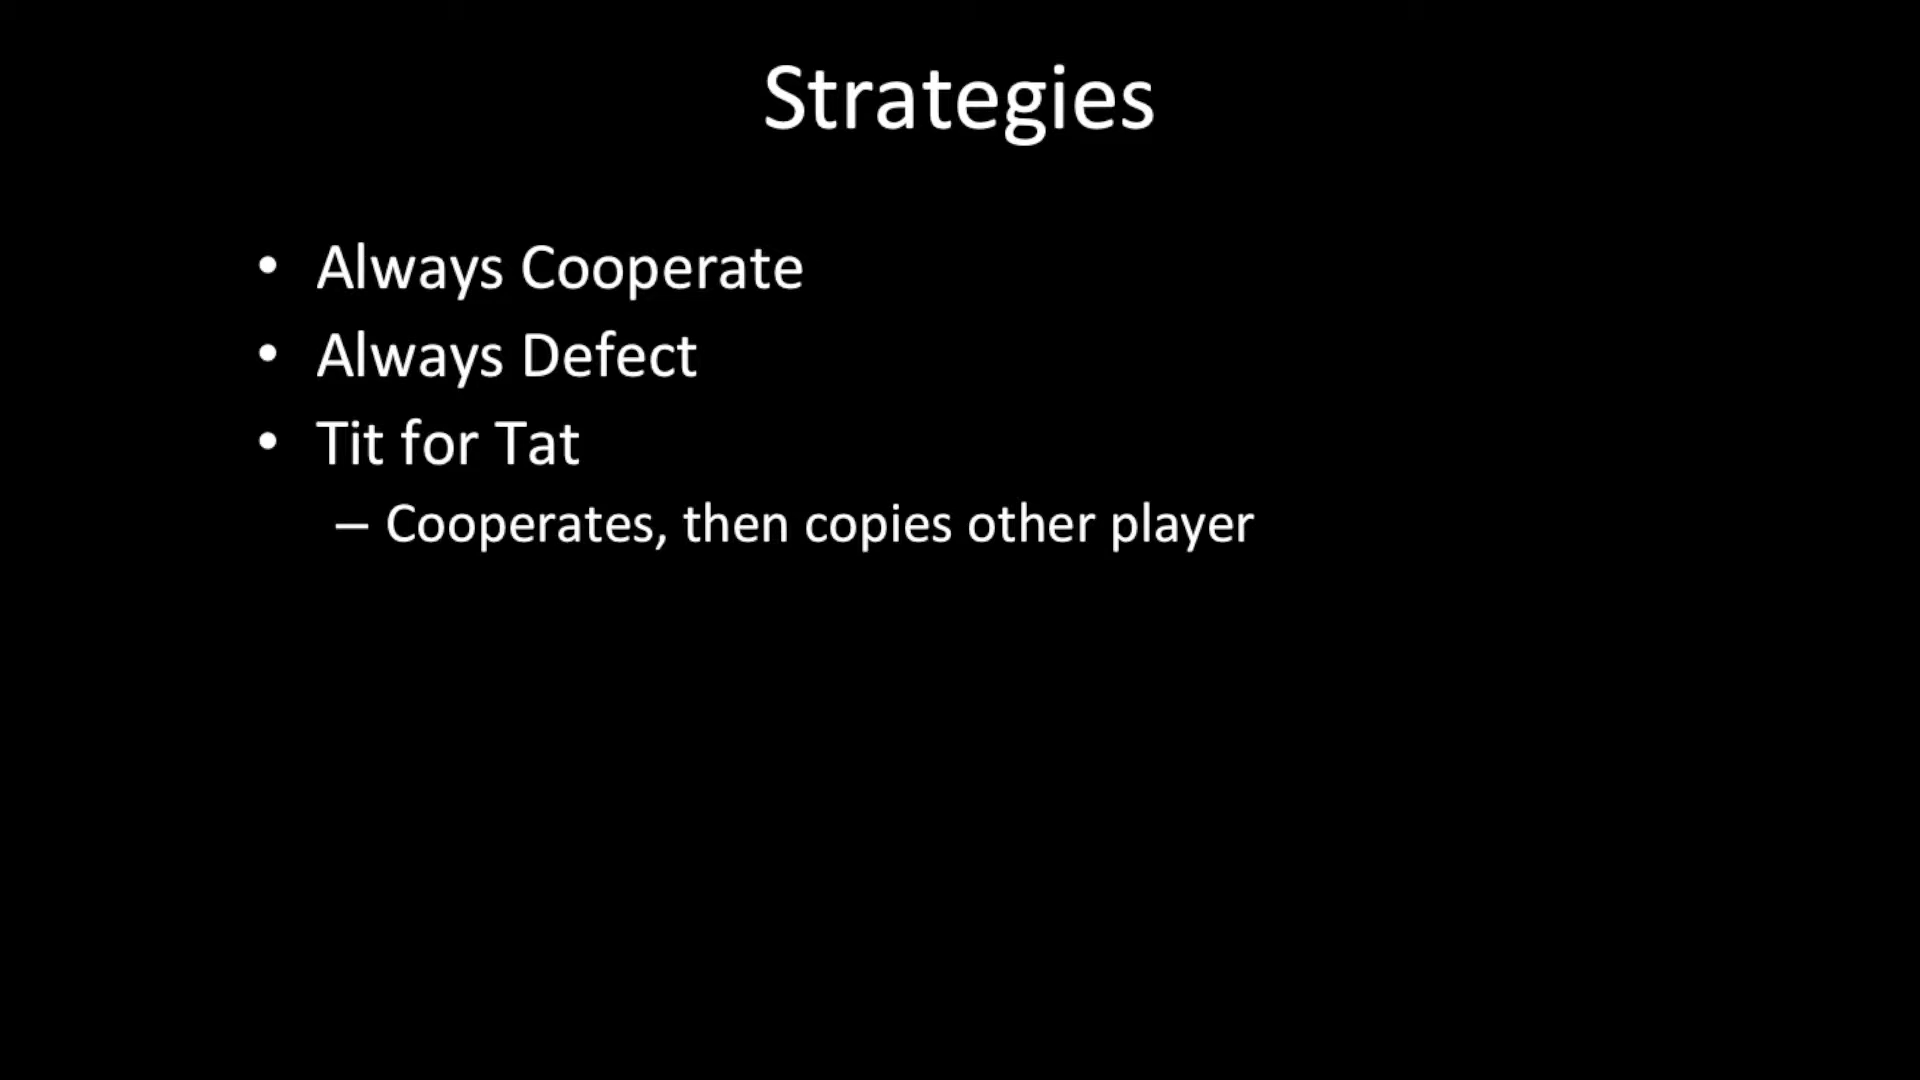 Strategies
• Always Cooperate
• Always Defect
• Tit for Tat
– Cooperates, then copies other player